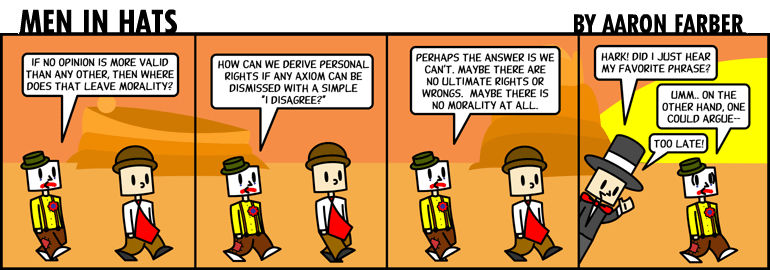 MEN IN HATS
BY AARON FARBER
IF NO OPINION IS MORE VALID
THAN ANY OTHER, THEN WHERE
DOES THAT LEAVE MORALITY?
HOW CAN WE DERIVE PERSONAL
RIGHTS IF ANY AXIOM CAN BE
DISMISSED WITH A SIMPLE
"I DISAGREE?"
PERHAPS THE ANSWER IS WE
CAN'T. MAYBE THERE ARE
NO ULTIMATE RIGHTS OR
WRONGS. MAYBE THERE IS
NO MORALITY AT ALL.
HARK! DID I JUST HEAR
MY FAVORITE PHRASE?
UMM.. ON THE
OTHER HAND, ONE
COULD ARGUE--
TOO LATE!